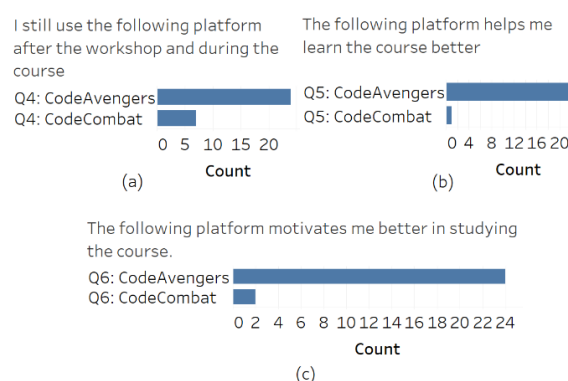 I still use the following platform
after the workshop and during the
course
Q4: CodeAvengers
Q4: CodeCombat
0 5 10 15 20
Count
(a)
The following platform helps me
learn the course better
Q5: CodeAvengers
Q5: CodeCombat
0 4 8 12 16 20
Count
(b)
The following platform motivates me better in studying
the course.
Q6: CodeAvengers
Q6: CodeCombat
0 2 4 6 8 10 12 14 16 18 20 22 24
Count
(c)